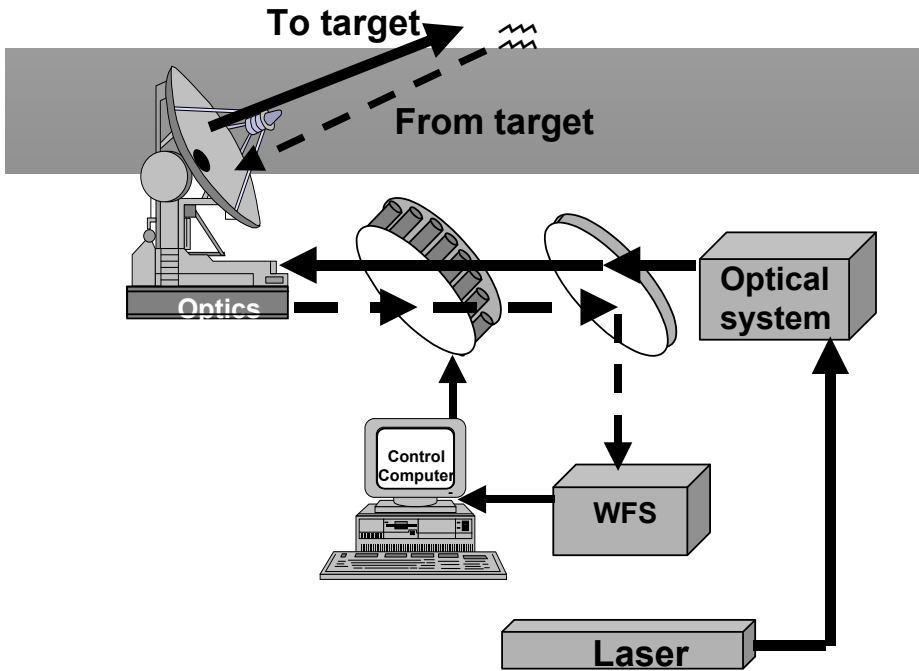 To target
From target
Optics
Optical
system
Control
Computer
WFS
Laser